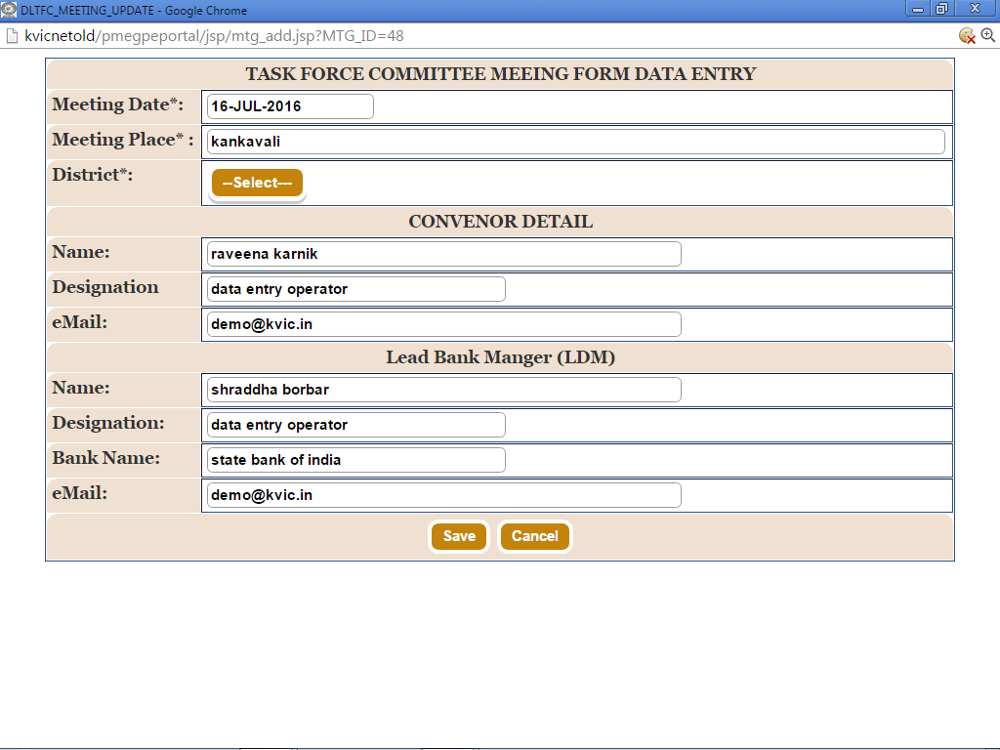 DLTFC_MEETING_UPDATE - Google Chrome
kvicnetold/pmegpeportal/jsp/mtg_add.jsp?MTG_ID=48
TASK FORCE COMMITTEE MEEING FORM DATA ENTRY
Meeting Date*: 16-JUL-2016
Meeting Place* : kankavali
District*: --Select---
CONVENOR DETAIL
Name: raveena karnik
Designation data entry operator
eMail: demo@kvic.in
Lead Bank Manger (LDM)
Name: shraddha borbar
Designation: data entry operator
Bank Name: state bank of india
eMail: demo@kvic.in
Save Cancel